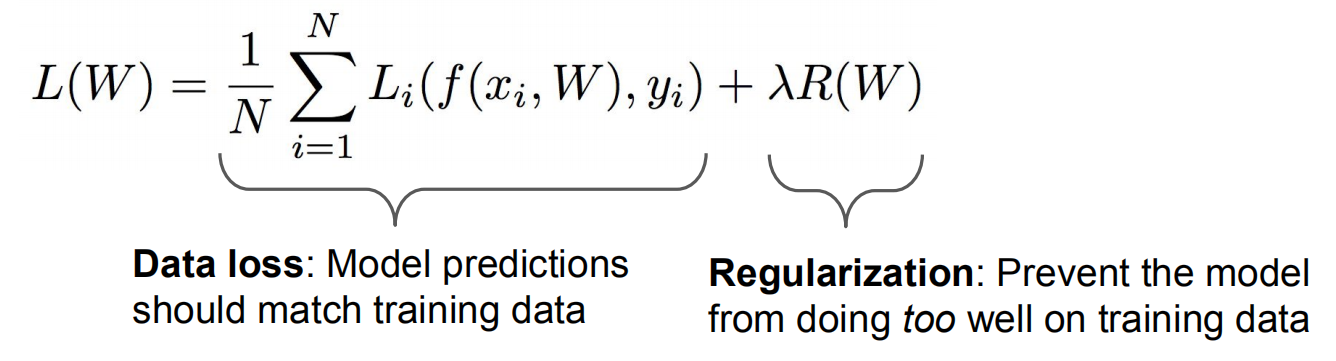 L(W) = \frac{1}{N} \sum_{i=1}^{N} L_i(f(x_i, W), y_i) + λR(W)
Data loss: Model predictions
should match training data
Regularization: Prevent the model
from doing too well on training data